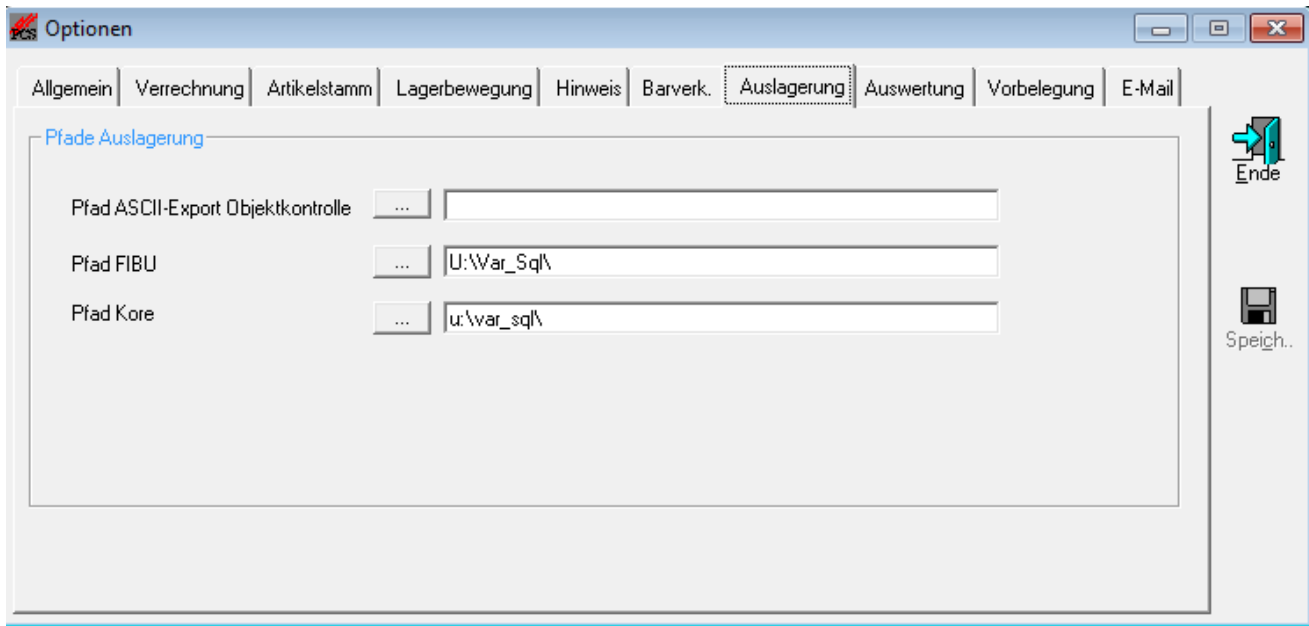 PCS Optionen
Allgemein Verrechnung Artikelstamm Lagerbewegung Hinweis Barverk. Auslagerung Auswertung Vorbelegung E-Mail
Pfade Auslagerung
Ende
Pfad ASCII-Export Objektkontrolle ...
Pfad FIBU ... U:\Var_Sql\
Pfad Kore ... u:\var_sql\
Speich..